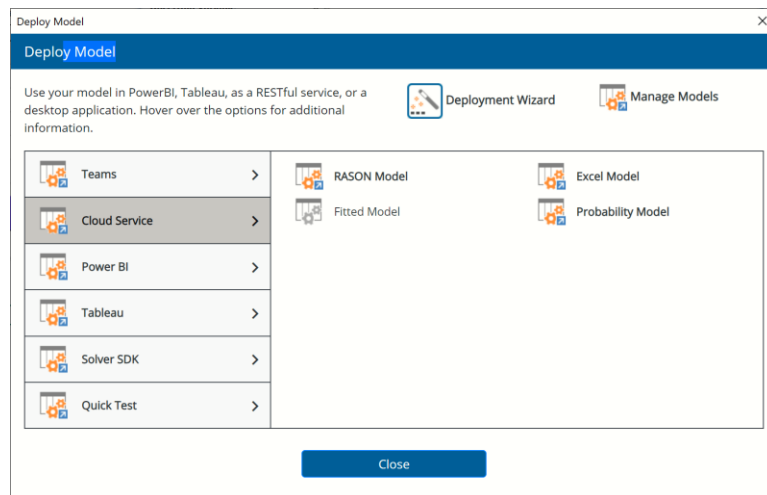 Deploy Model
Deploy Model
Use your model in PowerBI, Tableau, as a RESTful service, or a
desktop application. Hover over the options for additional
information.
Deployment Wizard
Manage Models
Teams
Cloud Service
Power BI
Tableau
Solver SDK
Quick Test
RASON Model
Excel Model
Fitted Model
Probability Model
Close